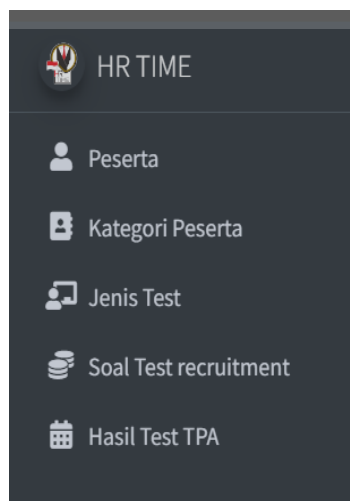 HR TIME
Peserta
Kategori Peserta
Jenis Test
Soal Test recruitment
Hasil Test TPA